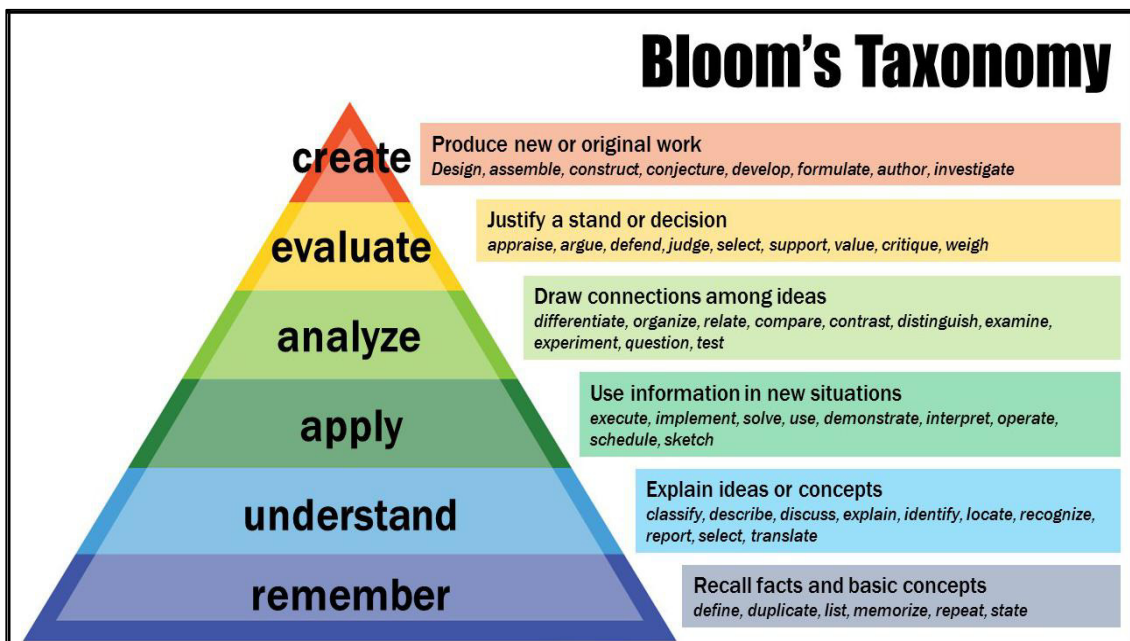 Bloom's Taxonomy
create
Produce new or original work
Design, assemble, construct, conjecture, develop, formulate, author, investigate
evaluate
Justify a stand or decision
appraise, argue, defend, judge, select, support, value, critique, weigh
analyze
Draw connections among ideas
differentiate, organize, relate, compare, contrast, distinguish, examine,
experiment, question, test
apply
Use information in new situations
execute, implement, solve, use, demonstrate, interpret, operate,
schedule, sketch
understand
Explain ideas or concepts
classify, describe, discuss, explain, identify, locate, recognize,
report, select, translate
remember
Recall facts and basic concepts
define, duplicate, list, memorize, repeat, state